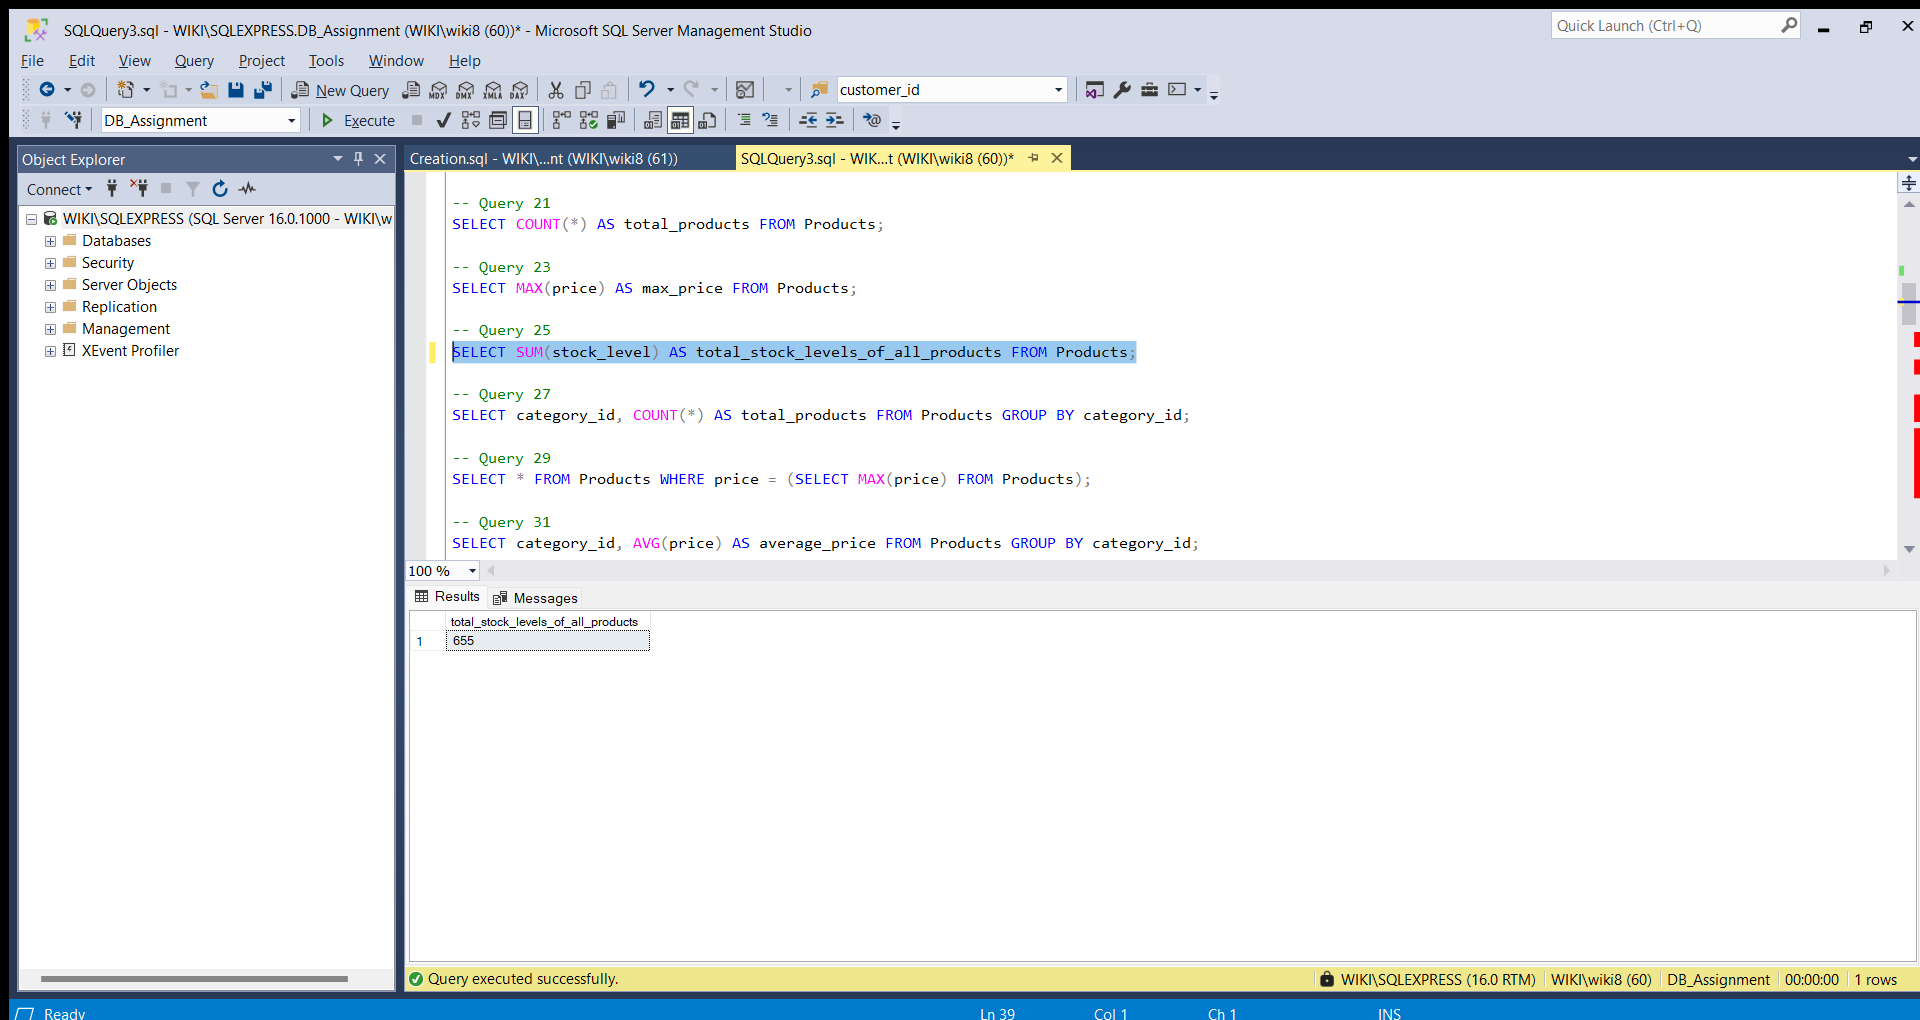 SQLQuery3.sql - WIKI\SQLEXPRESS.DB_Assignment (WIKI\wiki8 (60))* - Microsoft SQL Server Management Studio
Quick Launch (Ctrl+Q)
File Edit View Query Project Tools Window Help
New Query MDX DMX XMLA DAX customer_id
DB_Assignment Execute
Object Explorer
Connect
WIKI\SQLEXPRESS (SQL Server 16.0.1000 - WIKI\w
Databases
Security
Server Objects
Replication
Management
XEvent Profiler
Creation.sql - WIKI\...nt (WIKI\wiki8 (61))
SQLQuery3.sql - WIK...t (WIKI\wiki8 (60))*
-- Query 21
SELECT COUNT(*) AS total_products FROM Products;
-- Query 23
SELECT MAX(price) AS max_price FROM Products;
-- Query 25
SELECT SUM(stock_level) AS total_stock_levels_of_all_products FROM Products;
-- Query 27
SELECT category_id, COUNT(*) AS total_products FROM Products GROUP BY category_id;
-- Query 29
SELECT * FROM Products WHERE price = (SELECT MAX(price) FROM Products);
-- Query 31
SELECT category_id, AVG(price) AS average_price FROM Products GROUP BY category_id;
100 %
Results Messages
total_stock_levels_of_all_products
1 655
Query executed successfully.
WIKI\SQLEXPRESS (16.0 RTM) WIKI\wiki8 (60) DB_Assignment 00:00:00 1 rows
Ready Ln 39 Col 1 Ch 1 INS